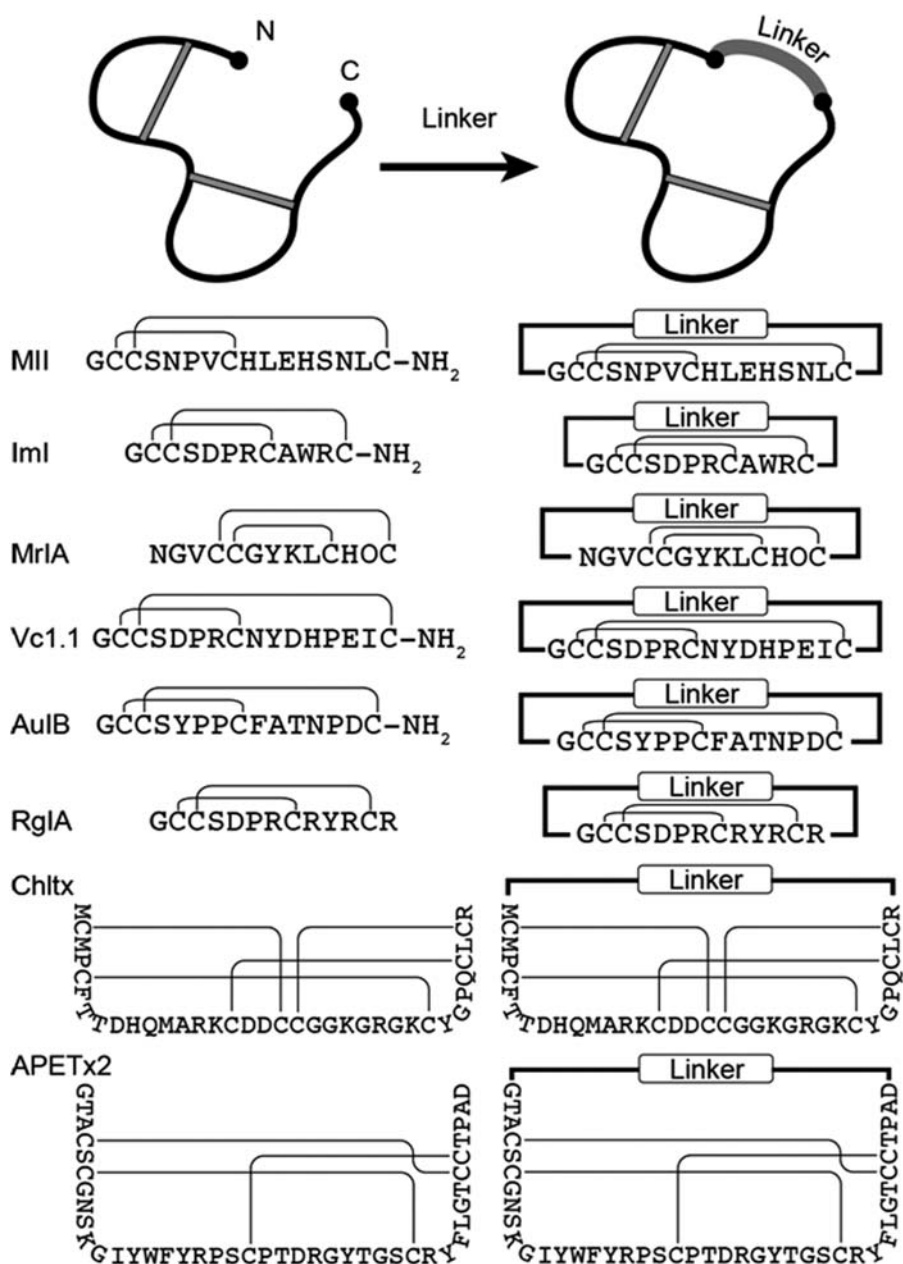 N
C
Linker
Linker
MII
GCCSNPVCHLEHSNLC–NH₂
Linker
GCCSNPVCHLEHSNLC
ImI
GCCSDPRCAWRC–NH₂
Linker
GCCSDPRCAWRC
MrIA
NGVCCGYKLCHOC
Linker
NGVCCGYKLCHOC
Vc1.1
GCCSDPRCNYDHPEIC–NH₂
Linker
GCCSDPRCNYDHPEIC
AuIB
GCCSYPPCFATNPDC–NH₂
Linker
GCCSYPPCFATNPDC
RgIA
GCCSDPRCRYRCR
Linker
GCCSDPRCRYRCR
Chltx
MCMPCFTTDHQMARKCDDCCGGKGRGKCYGPQCLCR
Linker
MCMPCFTTDHQMARKCDDCCGGKGRGKCYGPQCLCR
APETx2
GTACSCGNSKGIYWFYRPSCPTDRGYTGSCRYFLGTCCTPAD
Linker
GTACSCGNSKGIYWFYRPSCPTDRGYTGSCRYFLGTCCTPAD